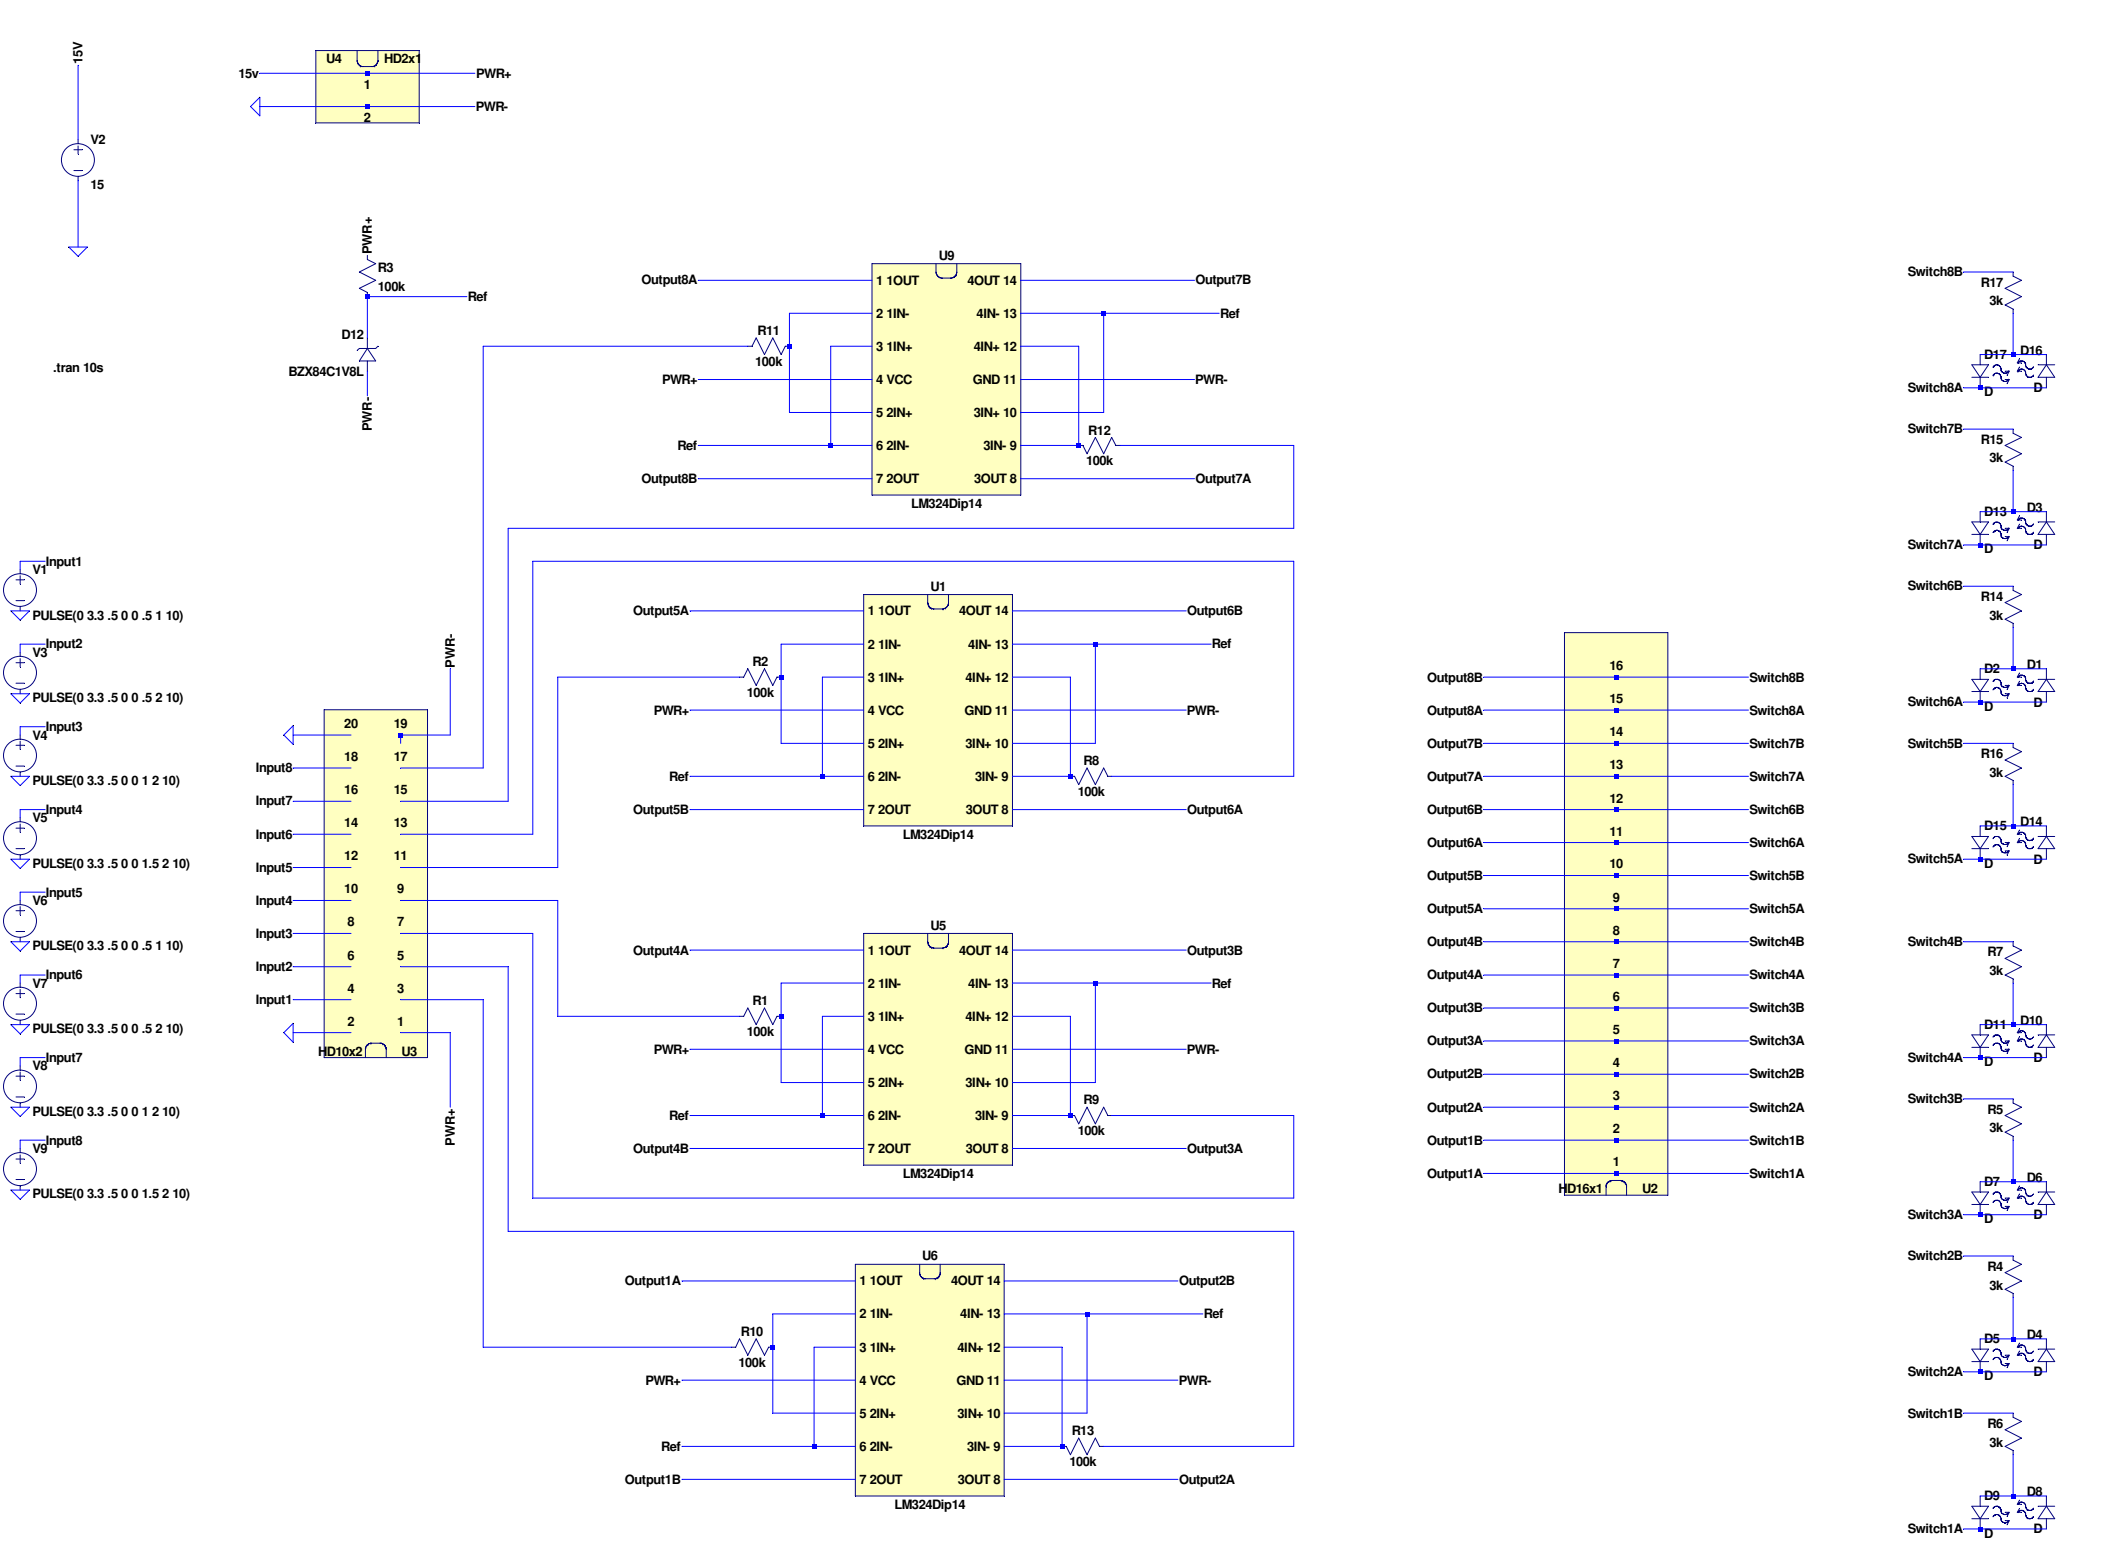 15V
V2
15
U4 HD2x1
15v PWR+
1
PWR-
2
PWR+
R3
100k
Ref
D12
BZX84C1V8L
PWR-
.tran 10s
Input1
V1
PULSE(0 3.3 .5 0 0 .5 1 10)
Input2
V3
PULSE(0 3.3 .5 0 0 .5 2 10)
Input3
V4
PULSE(0 3.3 .5 0 0 1 2 10)
Input4
V5
PULSE(0 3.3 .5 0 0 1.5 2 10)
Input5
V6
PULSE(0 3.3 .5 0 0 .5 1 10)
Input6
V7
PULSE(0 3.3 .5 0 0 .5 2 10)
Input7
V8
PULSE(0 3.3 .5 0 0 1 2 10)
Input8
V9
PULSE(0 3.3 .5 0 0 1.5 2 10)
PWR-
20 19
Input8 18 17
Input7 16 15
Input6 14 13
Input5 12 11
Input4 10 9
Input3 8 7
Input2 6 5
Input1 4 3
2 1
HD10x2 U3
PWR+
U9
Output8A 1 1OUT 4OUT 14 Output7B
2 1IN- 4IN- 13 Ref
R11
100k
3 1IN+ 4IN+ 12
PWR+ 4 VCC GND 11 PWR-
5 2IN+ 3IN+ 10
Ref 6 2IN- 3IN- 9
R12
100k
Output8B 7 2OUT 3OUT 8 Output7A
LM324Dip14
U1
Output5A 1 1OUT 4OUT 14 Output6B
2 1IN- 4IN- 13 Ref
R2
100k
3 1IN+ 4IN+ 12
PWR+ 4 VCC GND 11 PWR-
5 2IN+ 3IN+ 10
Ref 6 2IN- 3IN- 9
R8
100k
Output5B 7 2OUT 3OUT 8 Output6A
LM324Dip14
U5
Output4A 1 1OUT 4OUT 14 Output3B
2 1IN- 4IN- 13 Ref
R1
100k
3 1IN+ 4IN+ 12
PWR+ 4 VCC GND 11 PWR-
5 2IN+ 3IN+ 10
Ref 6 2IN- 3IN- 9
R9
100k
Output4B 7 2OUT 3OUT 8 Output3A
LM324Dip14
U6
Output1A 1 1OUT 4OUT 14 Output2B
2 1IN- 4IN- 13 Ref
R10
100k
3 1IN+ 4IN+ 12
PWR+ 4 VCC GND 11 PWR-
5 2IN+ 3IN+ 10
Ref 6 2IN- 3IN- 9
R13
100k
Output1B 7 2OUT 3OUT 8 Output2A
LM324Dip14
Output8B 16 Switch8B
Output8A 15 Switch8A
Output7B 14 Switch7B
Output7A 13 Switch7A
Output6B 12 Switch6B
Output6A 11 Switch6A
Output5B 10 Switch5B
Output5A 9 Switch5A
Output4B 8 Switch4B
Output4A 7 Switch4A
Output3B 6 Switch3B
Output3A 5 Switch3A
Output2B 4 Switch2B
Output2A 3 Switch2A
Output1B 2 Switch1B
Output1A 1 Switch1A
HD16x1 U2
Switch8B
R17
3k
D17 D16
Switch8A D D
Switch7B
R15
3k
D13 D3
Switch7A D D
Switch6B
R14
3k
D2 D1
Switch6A D D
Switch5B
R16
3k
D15 D14
Switch5A D D
Switch4B
R7
3k
D11 D10
Switch4A D D
Switch3B
R5
3k
D7 D6
Switch3A D D
Switch2B
R4
3k
D5 D4
Switch2A D D
Switch1B
R6
3k
D9 D8
Switch1A D D